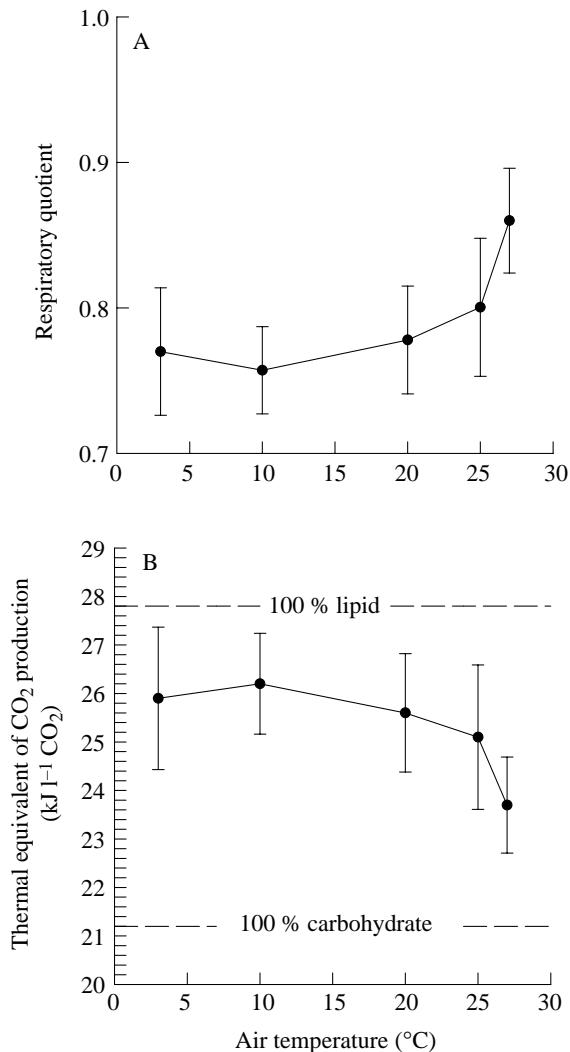 1.0
A
0.9
0.8
0.7
Respiratory quotient
0 5 10 15 20 25 30
29
B
28
100 % lipid
27
26
25
24
23
22
100 % carbohydrate
21
20
Thermal equivalent of CO₂ production
(kJ l⁻¹ CO₂)
0 5 10 15 20 25 30
Air temperature (°C)